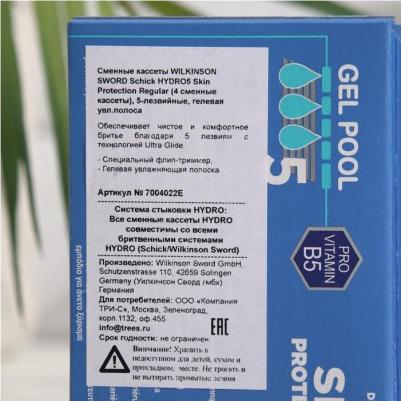 Сменные кассеты WILKINSON
SWORD Schick HYDRO5 Skin
Protection Regular (4 сменные
кассеты), 5-лезвийные, гелевая
увл.полоса
Обеспечивает чистое и комфортное
бритье благодаря 5 лезвиям с
технологией Ultra Glide.
- Специальный флип-триммер,
- Гелевая увлажняющая полоска.
Артикул № 7004022E
Система стыковки HYDRO:
Все сменные кассеты HYDRO
совместимы со всеми
бритвенными системами
HYDRO (Schick/Wilkinson Sword)
Произведено: Wilkinson Sword GmbH,
Schutzenstrasse 110, 42659 Solingen
Germany (Уилкинсон Сворд гмбх)
Германия
Для потребителей: ООО «Компания
ТРИ-С», Москва, Зеленоград,
корп.1132, оф.455
info@trees.ru
Срок годности: не ограничен
EAC
Внимание! Хранить в
недоступном для детей, сухом и
прохладном, месте. Не трогать и
не вытирать промытые лезвия
GEL POOL
5
PRO
VITAMIN
B5